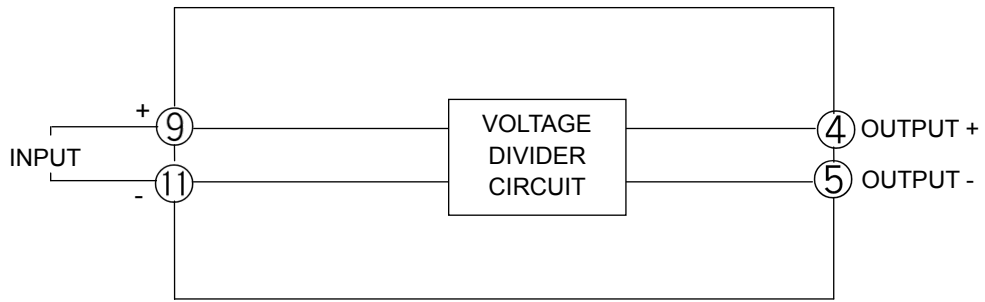 +
9
INPUT
11
-
VOLTAGE
DIVIDER
CIRCUIT
4 OUTPUT +
5 OUTPUT -